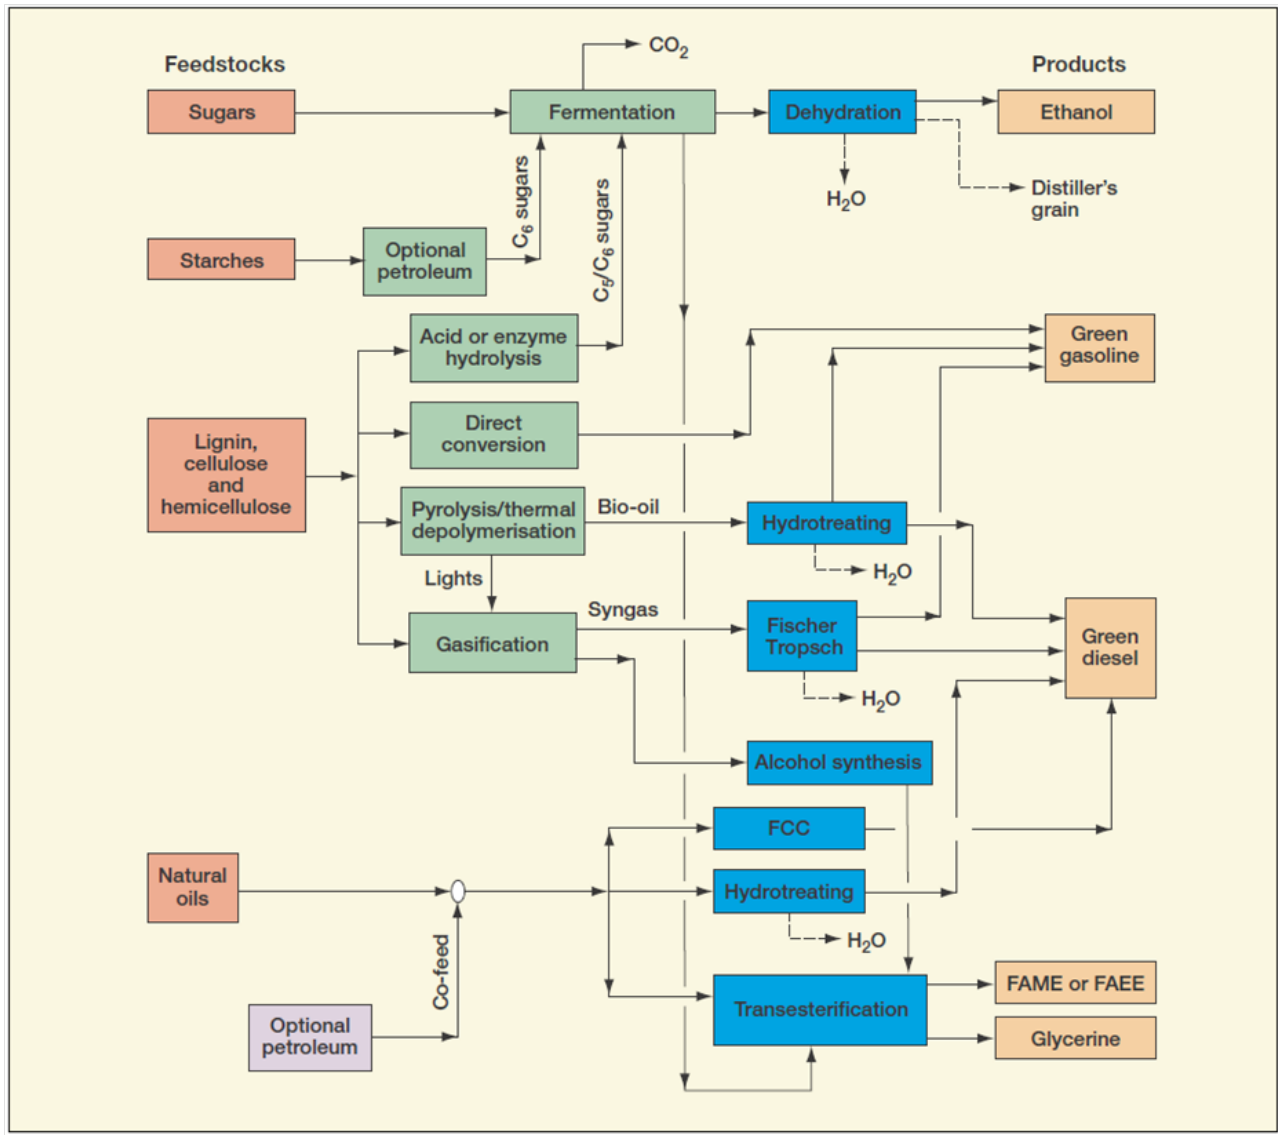 CO₂
Feedstocks
Products
Sugars
Fermentation
Dehydration
Ethanol
C₆ sugars
C₅/C₆ sugars
H₂O
Distiller's
grain
Starches
Optional
petroleum
Acid or enzyme
hydrolysis
Green
gasoline
Lignin,
cellulose
and
hemicellulose
Direct
conversion
Pyrolysis/thermal
depolymerisation
Bio-oil
Hydrotreating
H₂O
Lights
Syngas
Gasification
Fischer
Tropsch
Green
diesel
H₂O
Alcohol synthesis
FCC
Natural
oils
Hydrotreating
H₂O
Co-feed
Transesterification
FAME or FAEE
Optional
petroleum
Glycerine